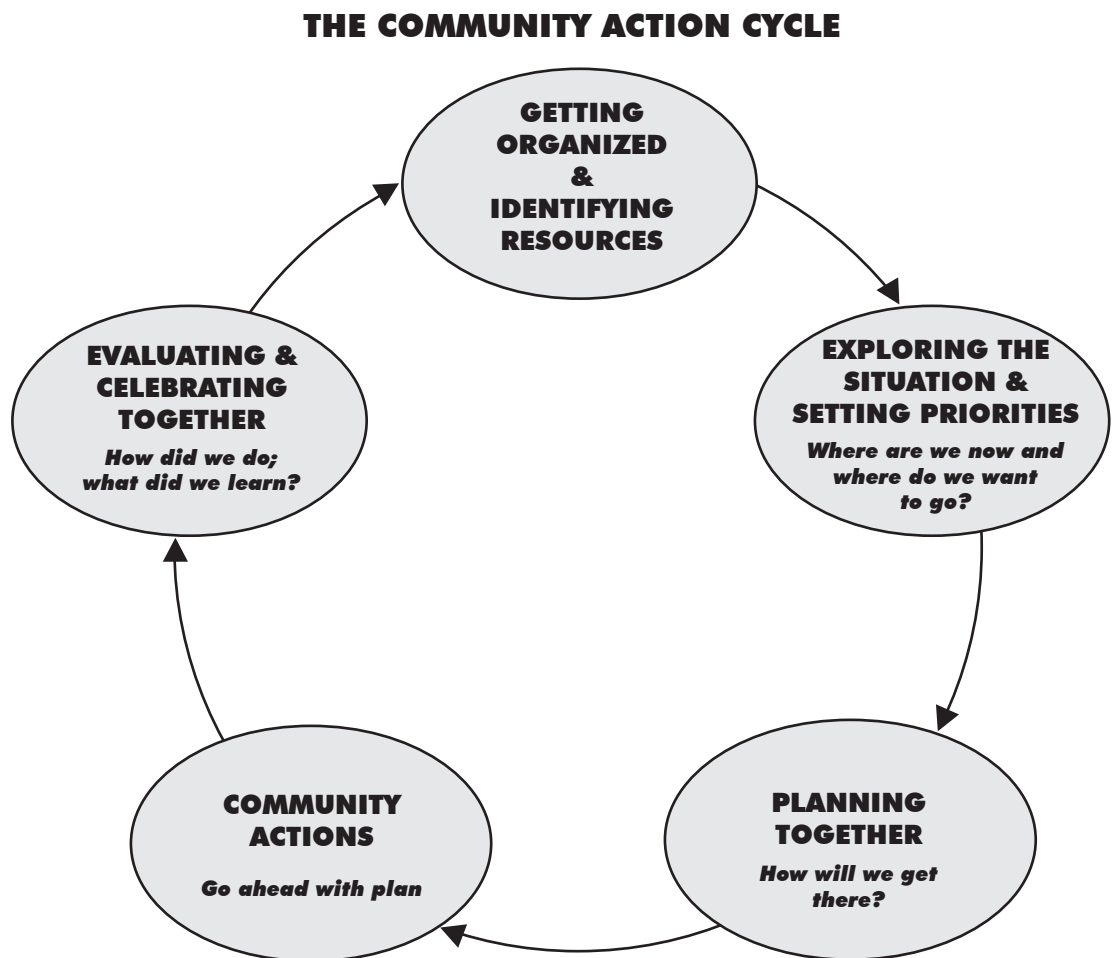 THE COMMUNITY ACTION CYCLE
GETTING
ORGANIZED
&
IDENTIFYING
RESOURCES
EXPLORING THE
SITUATION &
SETTING PRIORITIES
Where are we now and
where do we want
to go?
PLANNING
TOGETHER
How will we get
there?
COMMUNITY
ACTIONS
Go ahead with plan
EVALUATING &
CELEBRATING
TOGETHER
How did we do;
what did we learn?